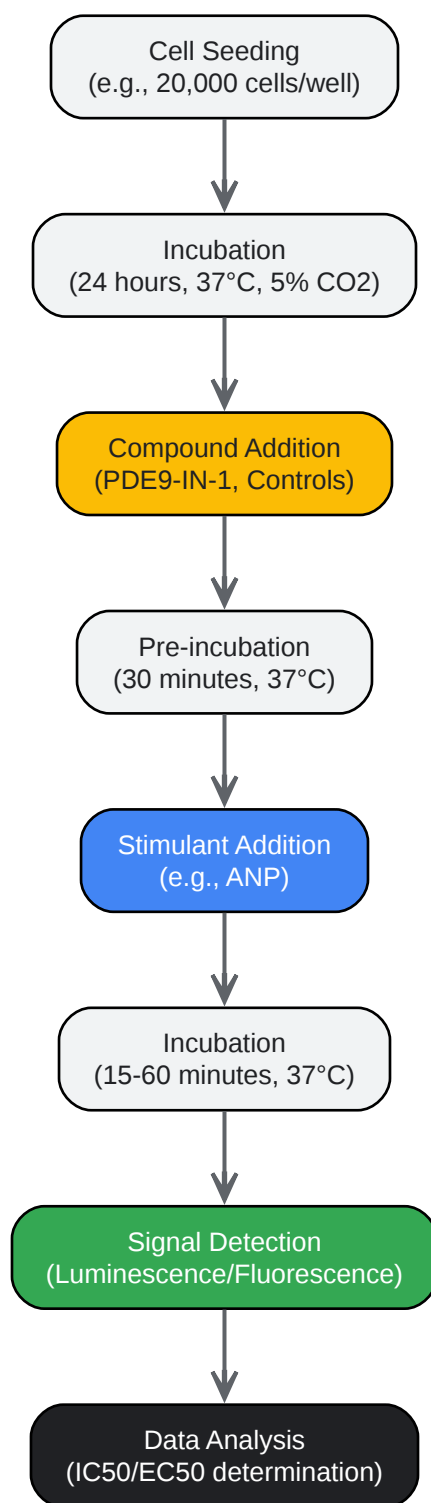 Cell Seeding
(e.g., 20,000 cells/well)
Incubation
(24 hours, 37°C, 5% CO2)
Compound Addition
(PDE9-IN-1, Controls)
Pre-incubation
(30 minutes, 37°C)
Stimulant Addition
(e.g., ANP)
Incubation
(15-60 minutes, 37°C)
Signal Detection
(Luminescence/Fluorescence)
Data Analysis
(IC50/EC50 determination)